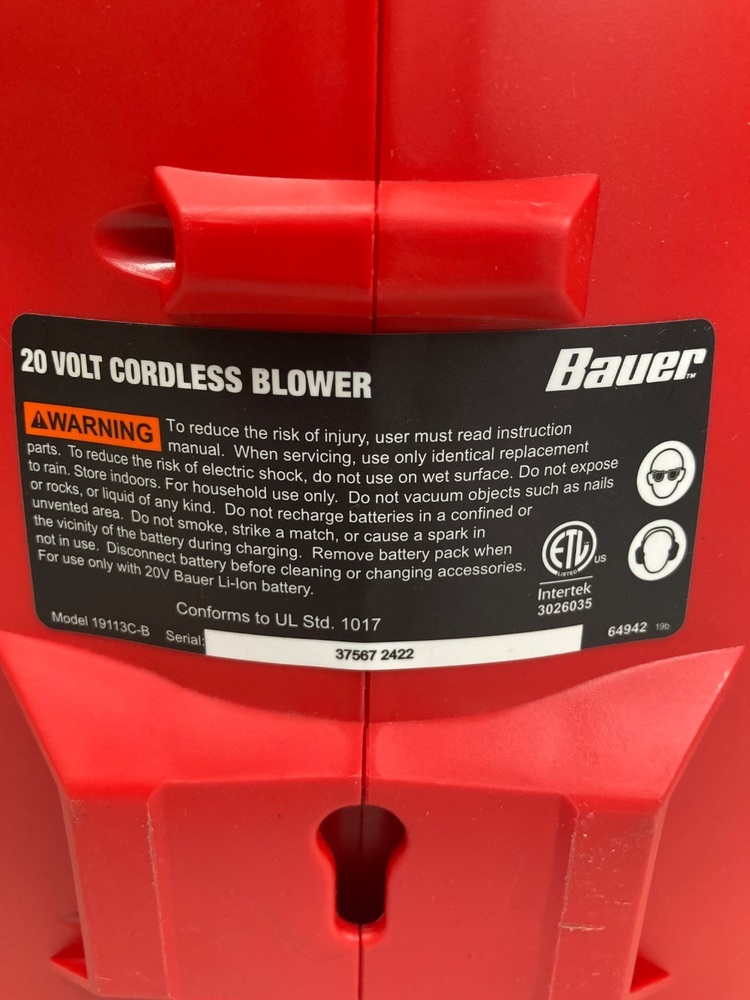 20 VOLT CORDLESS BLOWER
Bauer™
⚠WARNING To reduce the risk of injury, user must read instruction
manual. When servicing, use only identical replacement
parts. To reduce the risk of electric shock, do not use on wet surface. Do not expose
to rain. Store indoors. For household use only. Do not vacuum objects such as nails
or rocks, or liquid of any kind. Do not recharge batteries in a confined or
unvented area. Do not smoke, strike a match, or cause a spark in
the vicinity of the battery during charging. Remove battery pack when
not in use. Disconnect battery before cleaning or changing accessories.
For use only with 20V Bauer Li-Ion battery.
ETL
LISTED
US
Intertek
3026035
Conforms to UL Std. 1017
Model 19113C-B Serial: 37567 2422
64942 19b